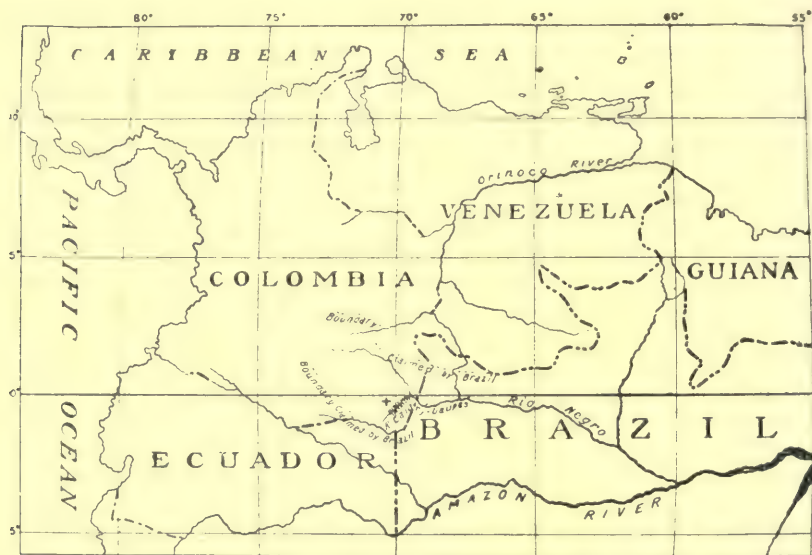 80° 75° 70° 65° 60° 55°
CARIBBEAN SEA
10°
Orinoco River
VENEZUELA
PACIFIC OCEAN
5°
COLOMBIA
GUIANA
Boundary
Claimed by Brazil
Boundary claimed by Brazil
0°
Rio Negro
BRAZIL
ECUADOR
AMAZON RIVER
5°